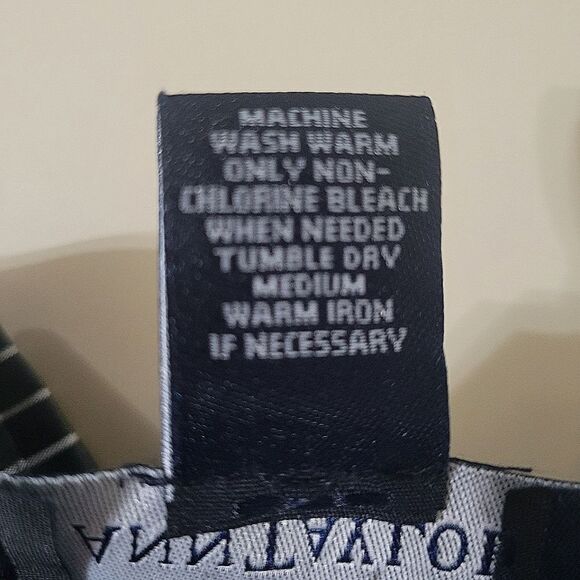 MACHINE
WASH WARM
ONLY NON-
CHLORINE BLEACH
WHEN NEEDED
TUMBLE DRY
MEDIUM
WARM IRON
IF NECESSARY